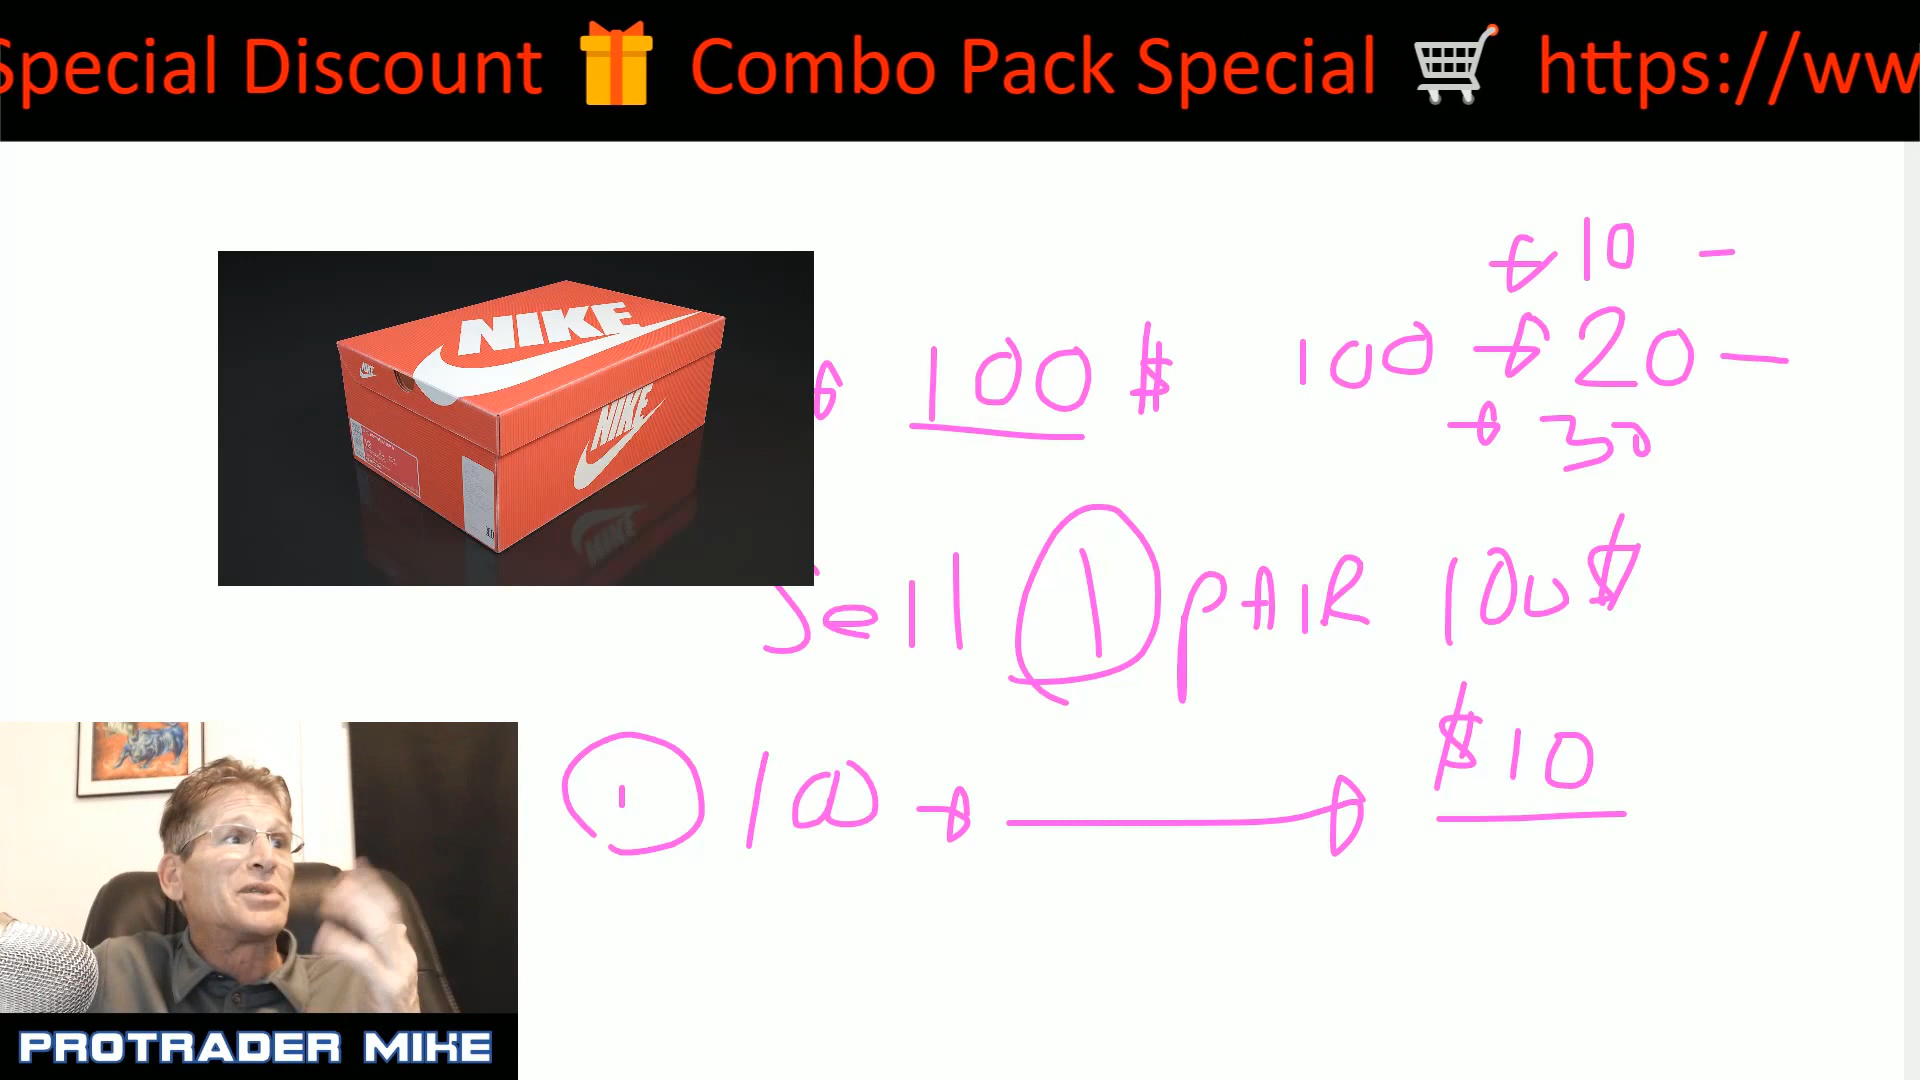 Special Discount 🎁 Combo Pack Special 🛒 https://ww
10 -
100 $
100 20 -
30
NIKE
NIKE
Sell 1 PAIR 100$
1 100
$10
PROTRADER MIKE